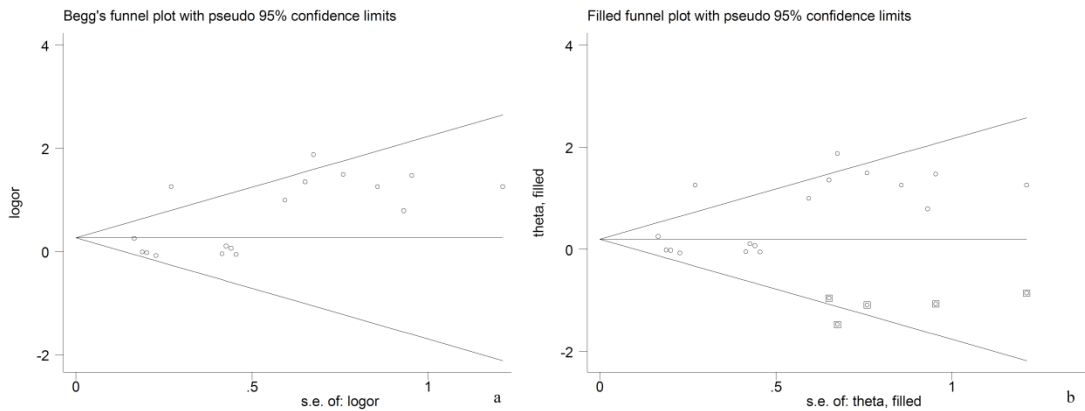 Begg's funnel plot with pseudo 95% confidence limits
logor
4
2
0
-2
0
.5
1
s.e. of: logor
a
Filled funnel plot with pseudo 95% confidence limits
theta, filled
4
2
0
-2
0
.5
1
s.e. of: theta, filled
b